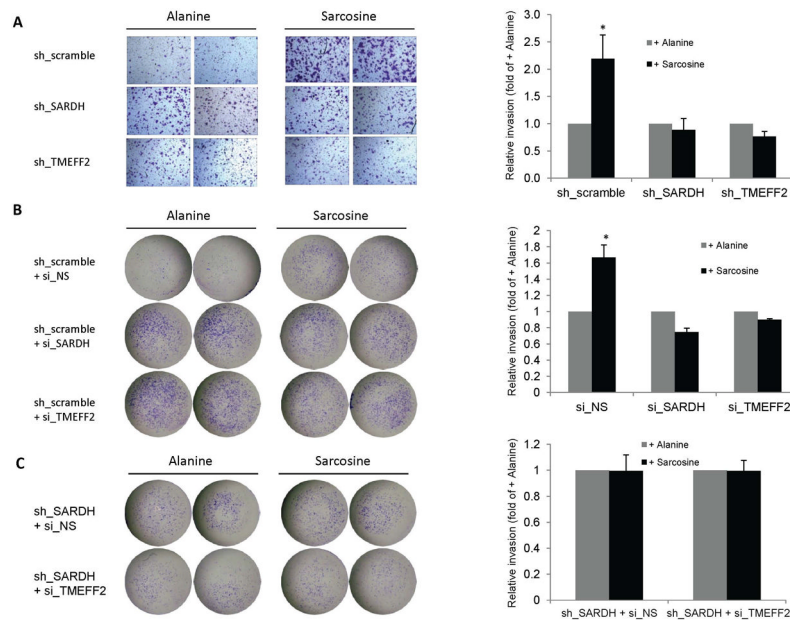 A
Alanine
Sarcosine
sh_scramble
sh_SARDH
sh_TMEFF2
Relative invasion (fold of + Alanine)
3.0
2.5
2.0
1.5
1.0
0.5
0.0
*
+ Alanine
+ Sarcosine
sh_scramble
sh_SARDH
sh_TMEFF2
B
Alanine
Sarcosine
sh_scramble
+ si_NS
sh_scramble
+ si_SARDH
sh_scramble
+ si_TMEFF2
Relative invasion (fold of + Alanine)
2
1.8
1.6
1.4
1.2
1
0.8
0.6
0.4
0.2
0
*
+ Alanine
+ Sarcosine
si_NS
si_SARDH
si_TMEFF2
C
Alanine
Sarcosine
sh_SARDH
+ si_NS
sh_SARDH
+ si_TMEFF2
Relative invasion (fold of + Alanine)
1.2
1
0.8
0.6
0.4
0.2
0
+ Alanine
+ Sarcosine
sh_SARDH + si_NS
sh_SARDH + si_TMEFF2